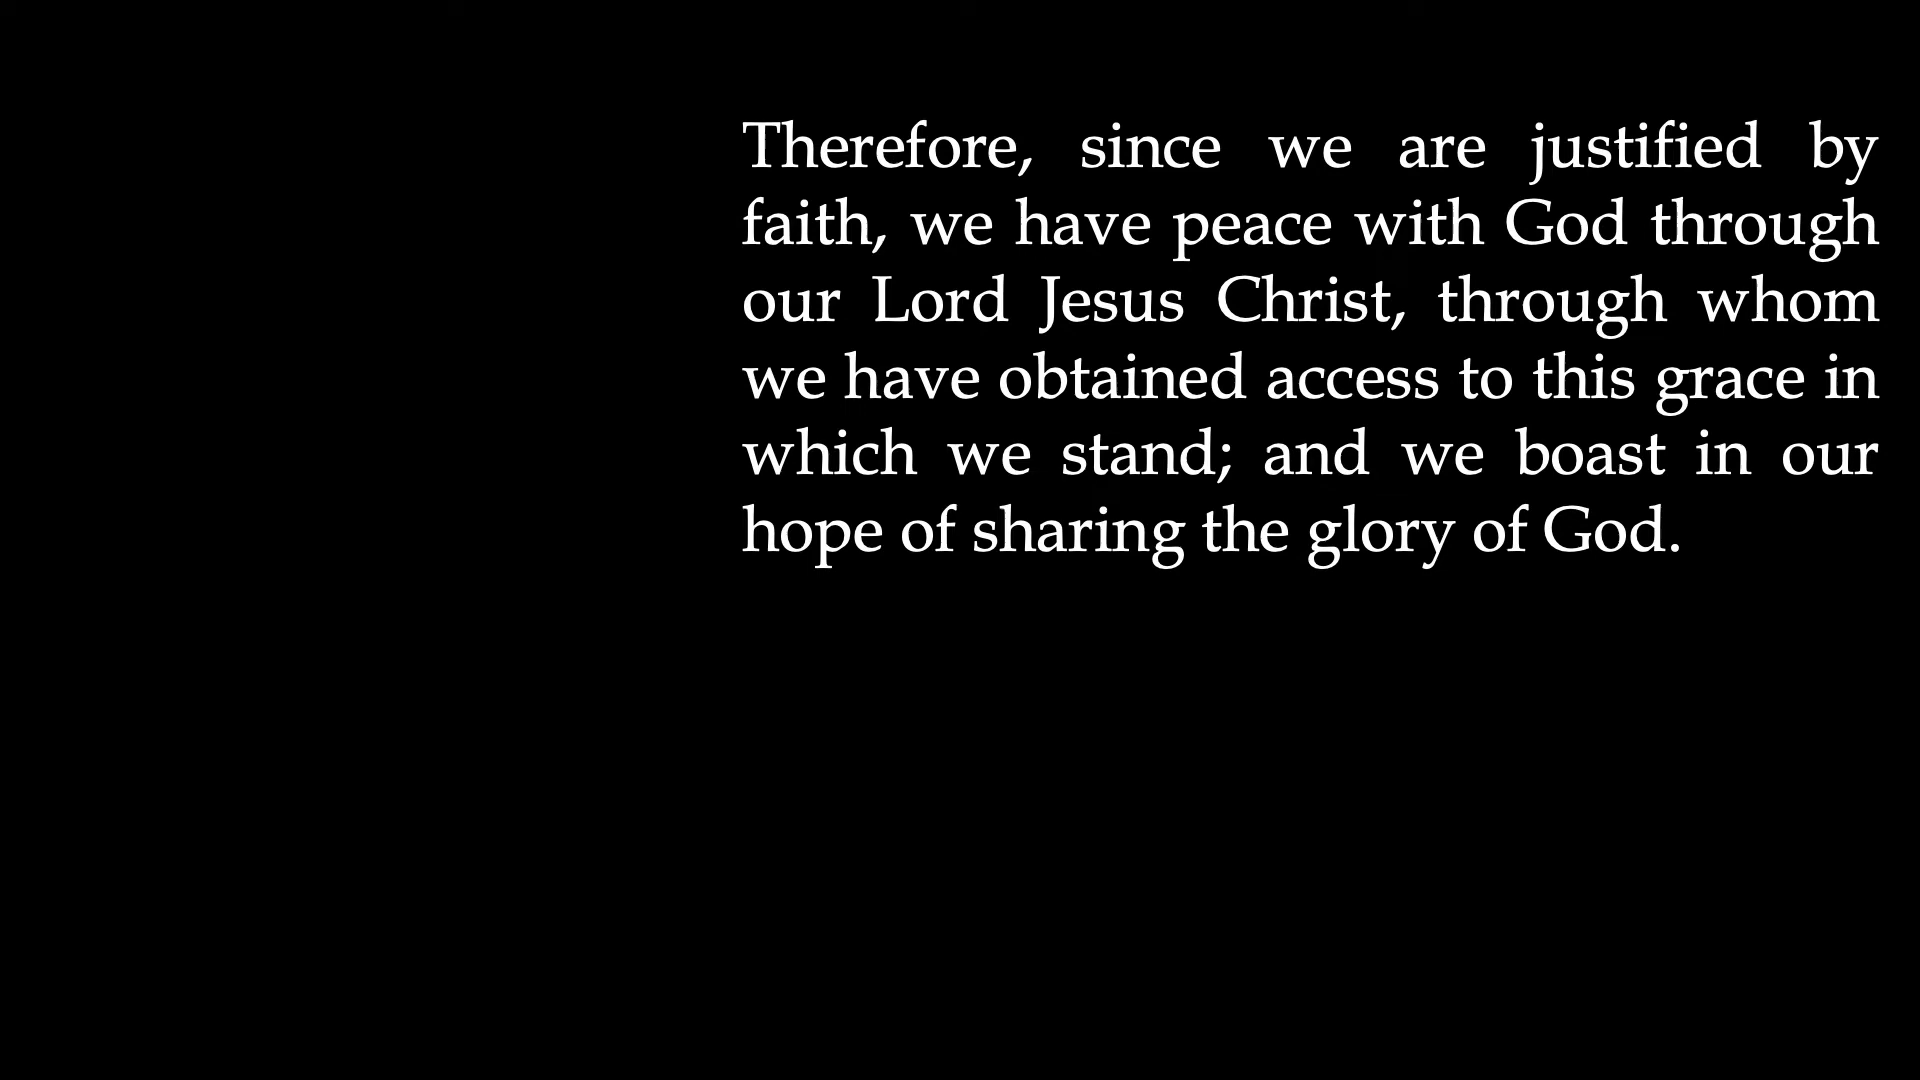 Therefore, since we are justified by
faith, we have peace with God through
our Lord Jesus Christ, through whom
we have obtained access to this grace in
which we stand; and we boast in our
hope of sharing the glory of God.